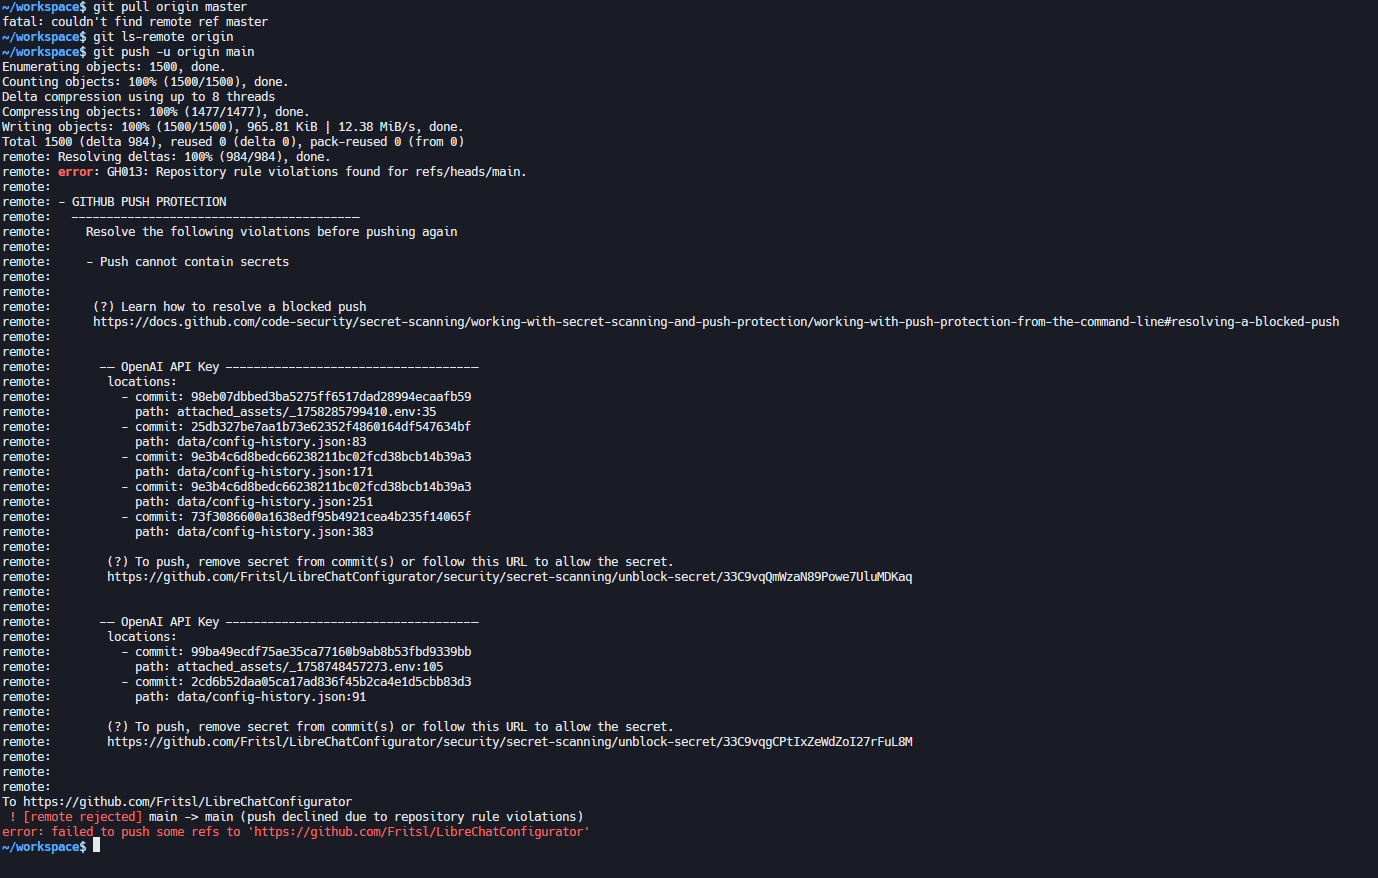 ~/workspace$ git pull origin master
fatal: couldn't find remote ref master
~/workspace$ git ls-remote origin
~/workspace$ git push -u origin main
Enumerating objects: 1500, done.
Counting objects: 100% (1500/1500), done.
Delta compression using up to 8 threads
Compressing objects: 100% (1477/1477), done.
Writing objects: 100% (1500/1500), 965.81 KiB | 12.38 MiB/s, done.
Total 1500 (delta 984), reused 0 (delta 0), pack-reused 0 (from 0)
remote: Resolving deltas: 100% (984/984), done.
remote: error: GH013: Repository rule violations found for refs/heads/main.
remote:
remote: - GITHUB PUSH PROTECTION
remote:   —————————————————————————————————————————
remote:     Resolve the following violations before pushing again
remote:
remote:     - Push cannot contain secrets
remote:
remote:
remote:      (?) Learn how to resolve a blocked push
remote:      https://docs.github.com/code-security/secret-scanning/working-with-secret-scanning-and-push-protection/working-with-push-protection-from-the-command-line#resolving-a-blocked-push
remote:
remote:
remote:       —— OpenAI API Key ————————————————————————————————————
remote:        locations:
remote:          - commit: 98eb07dbbed3ba5275ff6517dad28994ecaafb59
remote:            path: attached_assets/_1758285799410.env:35
remote:          - commit: 25db327be7aa1b73e62352f4860164df547634bf
remote:            path: data/config-history.json:83
remote:          - commit: 9e3b4c6d8bedc66238211bc02fcd38bcb14b39a3
remote:            path: data/config-history.json:171
remote:          - commit: 9e3b4c6d8bedc66238211bc02fcd38bcb14b39a3
remote:            path: data/config-history.json:251
remote:          - commit: 73f3086600a1638edf95b4921cea4b235f14065f
remote:            path: data/config-history.json:383
remote:
remote:        (?) To push, remove secret from commit(s) or follow this URL to allow the secret.
remote:        https://github.com/Fritsl/LibreChatConfigurator/security/secret-scanning/unblock-secret/33C9vqQmWzaN89Powe7UluMDKaq
remote:
remote:
remote:       —— OpenAI API Key ————————————————————————————————————
remote:        locations:
remote:          - commit: 99ba49ecdf75ae35ca77160b9ab8b53fbd9339bb
remote:            path: attached_assets/_1758748457273.env:105
remote:          - commit: 2cd6b52daa05ca17ad836f45b2ca4e1d5cbb83d3
remote:            path: data/config-history.json:91
remote:
remote:        (?) To push, remove secret from commit(s) or follow this URL to allow the secret.
remote:        https://github.com/Fritsl/LibreChatConfigurator/security/secret-scanning/unblock-secret/33C9vqgCPtIxZeWdZoI27rFuL8M
remote:
remote:
remote:
To https://github.com/Fritsl/LibreChatConfigurator
 ! [remote rejected] main -> main (push declined due to repository rule violations)
error: failed to push some refs to 'https://github.com/Fritsl/LibreChatConfigurator'
~/workspace$